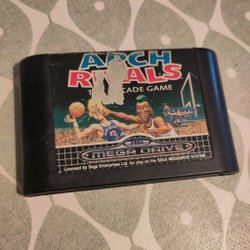 ARCH
RIVALS
THE ARCADE GAME
SEGA
MEGA DRIVE
Licensed by Sega Enterprises Ltd. for play on the SEGA MEGADRIVE SYSTEM.